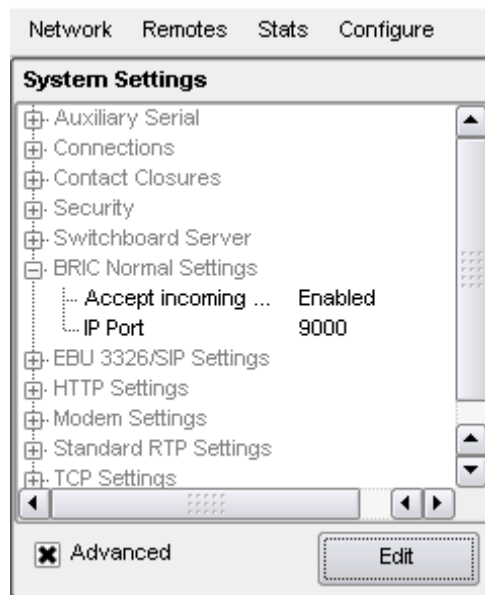 Network Remotes Stats Configure
System Settings
Auxiliary Serial
Connections
Contact Closures
Security
Switchboard Server
BRIC Normal Settings
Accept incoming ... Enabled
IP Port 9000
EBU 3326/SIP Settings
HTTP Settings
Modem Settings
Standard RTP Settings
TCP Settings
Advanced Edit